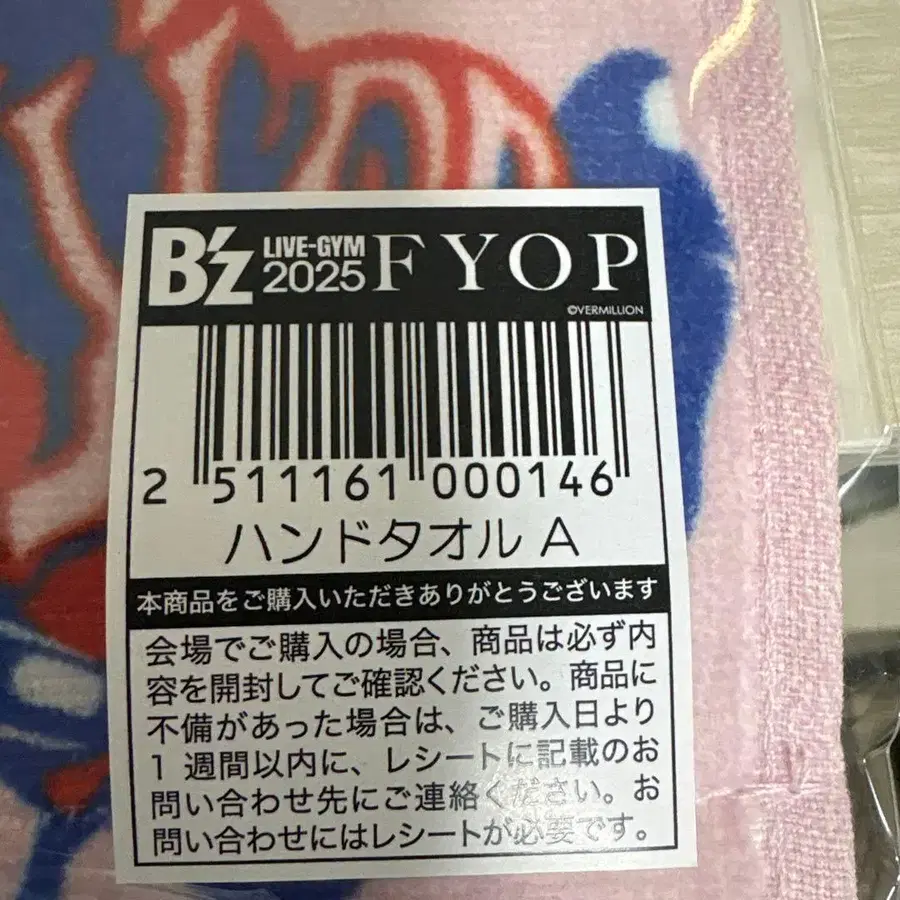 B'z LIVE-GYM 2025 FYOP
©VERMILLION
2 511161 000146
ハンドタオル A
本商品をご購入いただきありがとうございます
会場でご購入の場合、商品は必ず内
容を開封してご確認ください。商品に
不備があった場合は、ご購入日より
1 週間以内に、レシートに記載のお
問い合わせ先にご連絡ください。お
問い合わせにはレシートが必要です。